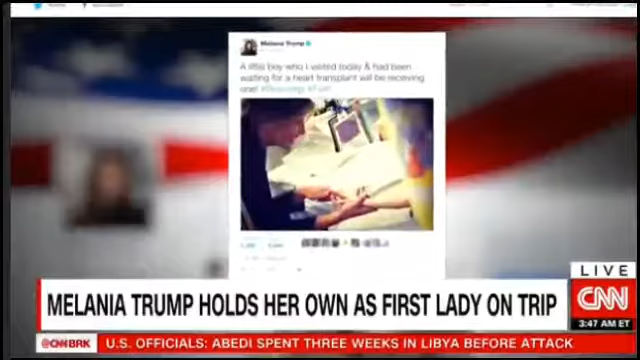 Melania Trump
A little boy who I visited today & had been
waiting for a heart transplant will be receiving
one!
MELANIA TRUMP HOLDS HER OWN AS FIRST LADY ON TRIP
LIVE
CNN
3:47 AM ET
@CNNBRK
U.S. OFFICIALS: ABEDI SPENT THREE WEEKS IN LIBYA BEFORE ATTACK